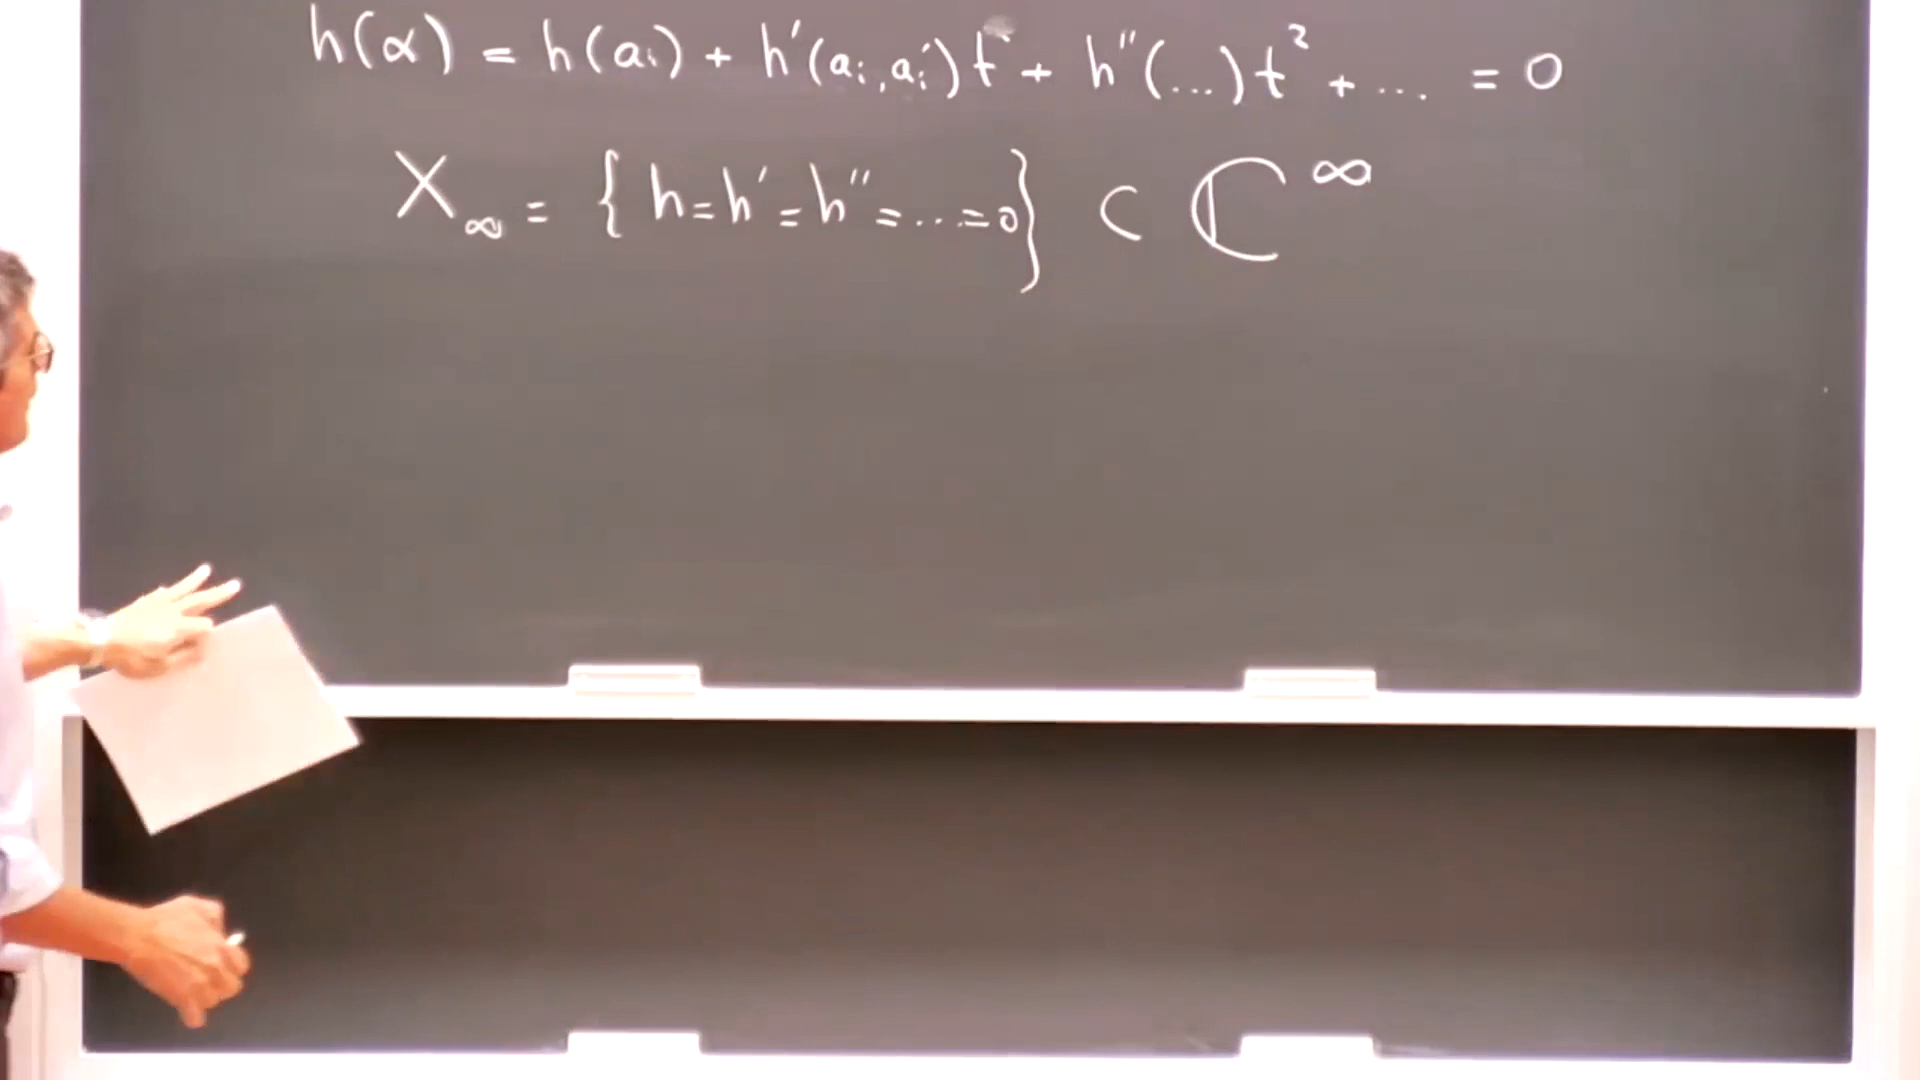 h(α) = h(aᵢ) + h'(aᵢ, aᵢ')t + h''(...)t² + ... = 0
X∞ = { h = h' = h'' = ... = 0 } ⊂ ℂ^∞